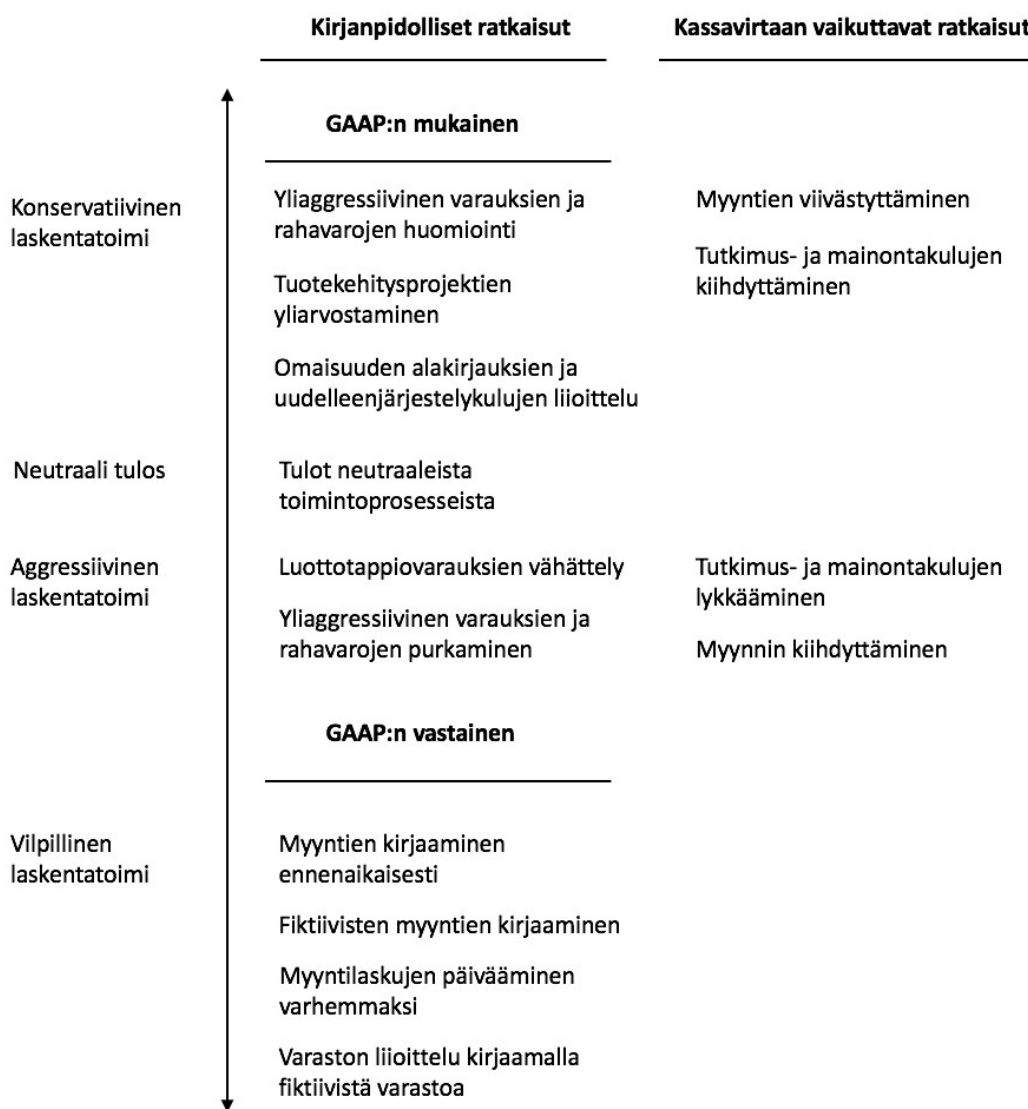 Kirjanpidolliset ratkaisut
Kassavirtaan vaikuttavat ratkaisut
GAAP:n mukainen
Konservatiivinen
laskentatoimi
Yliaggressiivinen varauksien ja
rahavarojen huomiointi
Myyntien viivästyttäminen
Tutkimus- ja mainontakulujen
kiihdyttäminen
Tuotekehitysprojektien
yliarvostaminen
Omaisuuden alakirjauksien ja
uudelleenjärjestelykulujen liioittelu
Neutraali tulos
Tulot neutraaleista
toimintoprosesseista
Aggressiivinen
laskentatoimi
Luottotappiovarauksien vähättely
Tutkimus- ja mainontakulujen
lykkääminen
Yliaggressiivinen varauksien ja
rahavarojen purkaminen
Myynnin kiihdyttäminen
GAAP:n vastainen
Vilpillinen
laskentatoimi
Myyntien kirjaaminen
ennenaikaisesti
Fiktiivisten myyntien kirjaaminen
Myyntilaskujen päivääminen
varhemmaksi
Varaston liioittelu kirjaamalla
fiktiivistä varastoa